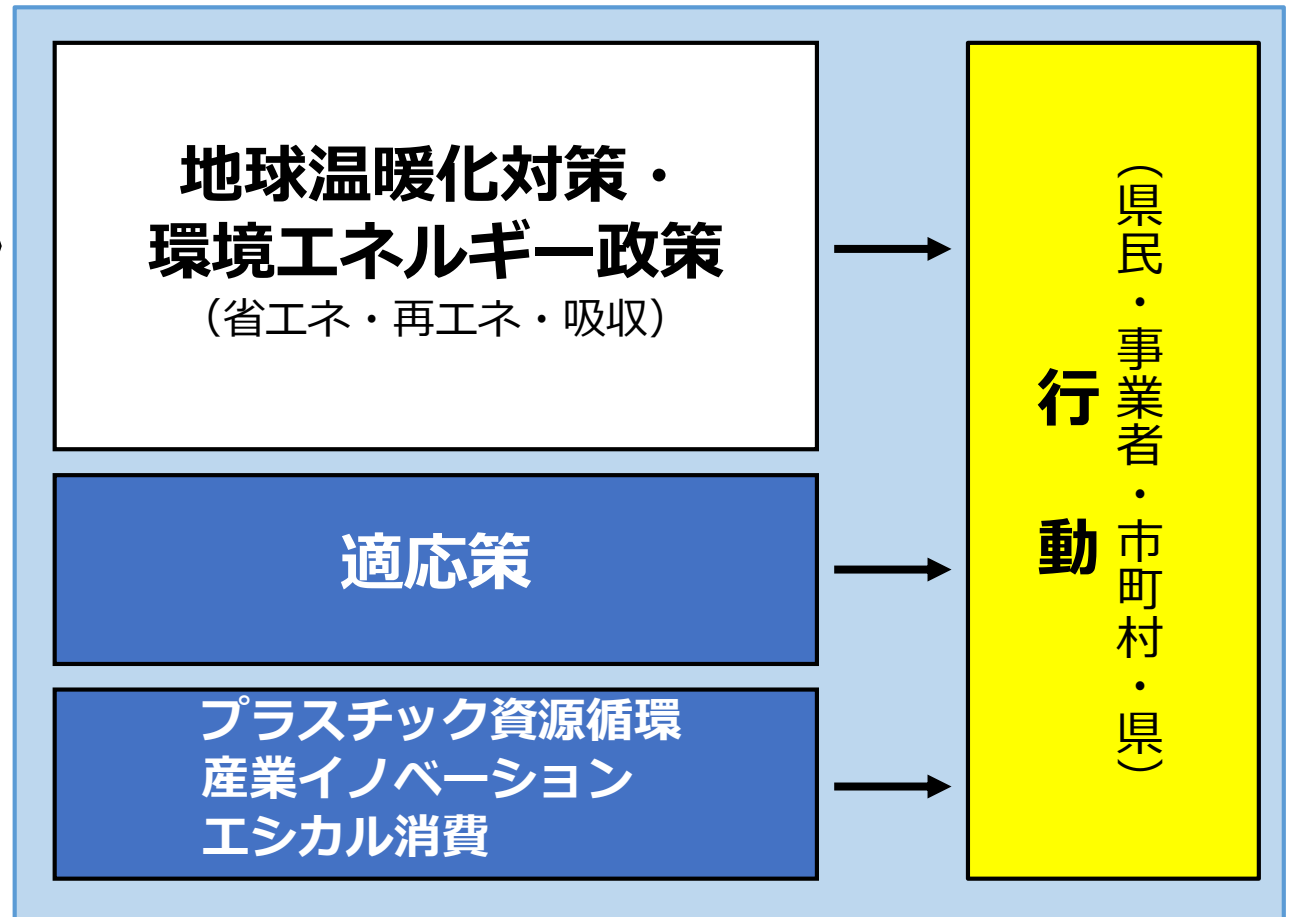 地球温暖化対策・
環境エネルギー政策
（省エネ・再エネ・吸収）
適応策
プラスチック資源循環
産業イノベーション
エシカル消費
（県民・事業者・市町村・県）
行動